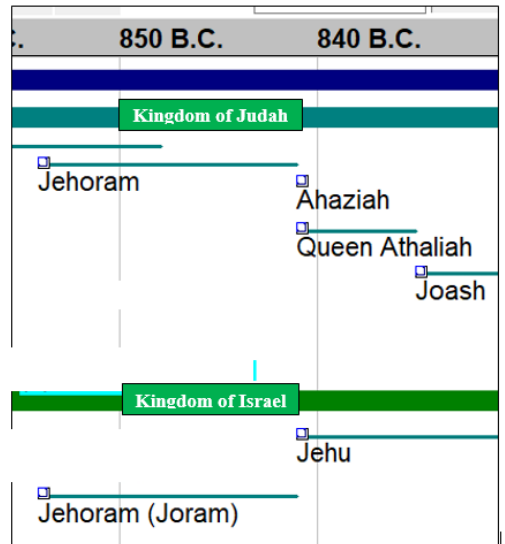 850 B.C.
840 B.C.
Kingdom of Judah
Jehoram
Ahaziah
Queen Athaliah
Joash
Kingdom of Israel
Jehu
Jehoram (Joram)